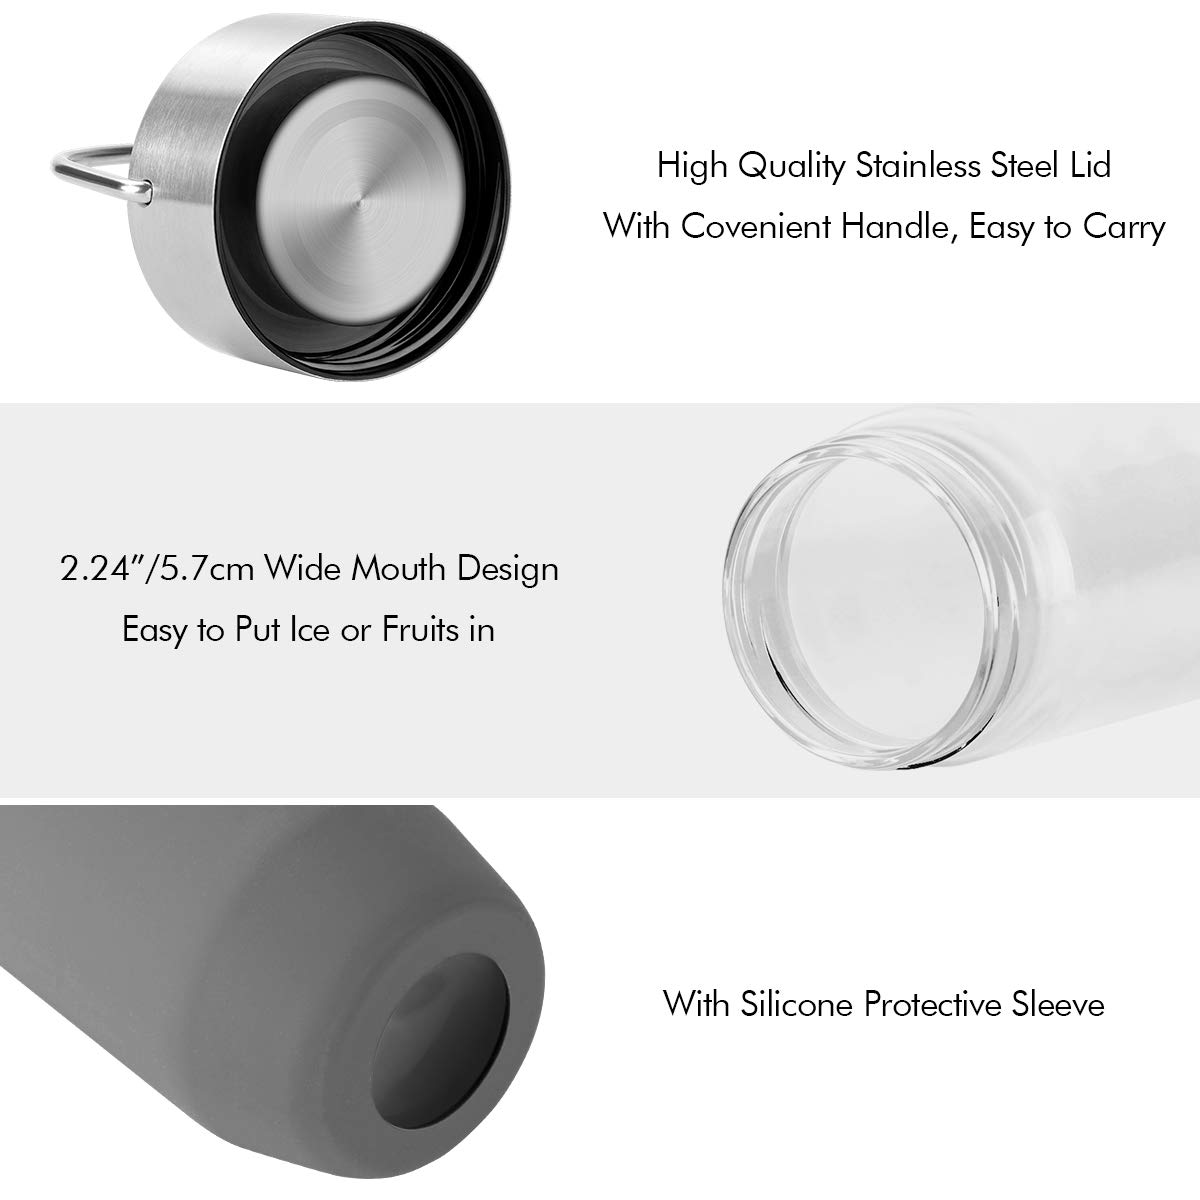 High Quality Stainless Steel Lid
With Covenient Handle, Easy to Carry
2.24”/5.7cm Wide Mouth Design
Easy to Put Ice or Fruits in
With Silicone Protective Sleeve